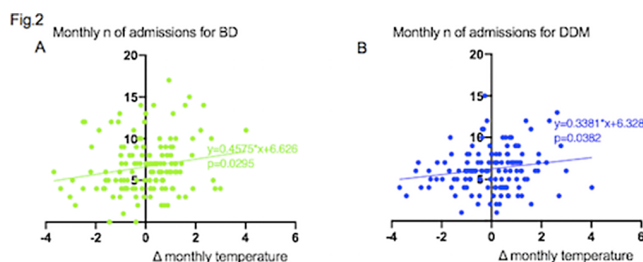 Fig.2
A
Monthly n of admissions for BD
20
15
10
5
y=0.4575*x+6.626
p=0.0295
-4
-2
0
2
4
6
Δ monthly temperature
B
Monthly n of admissions for DDM
20
15
10
5
y=0.3381*x+6.328
p=0.0382
-4
-2
0
2
4
6
Δ monthly temperature